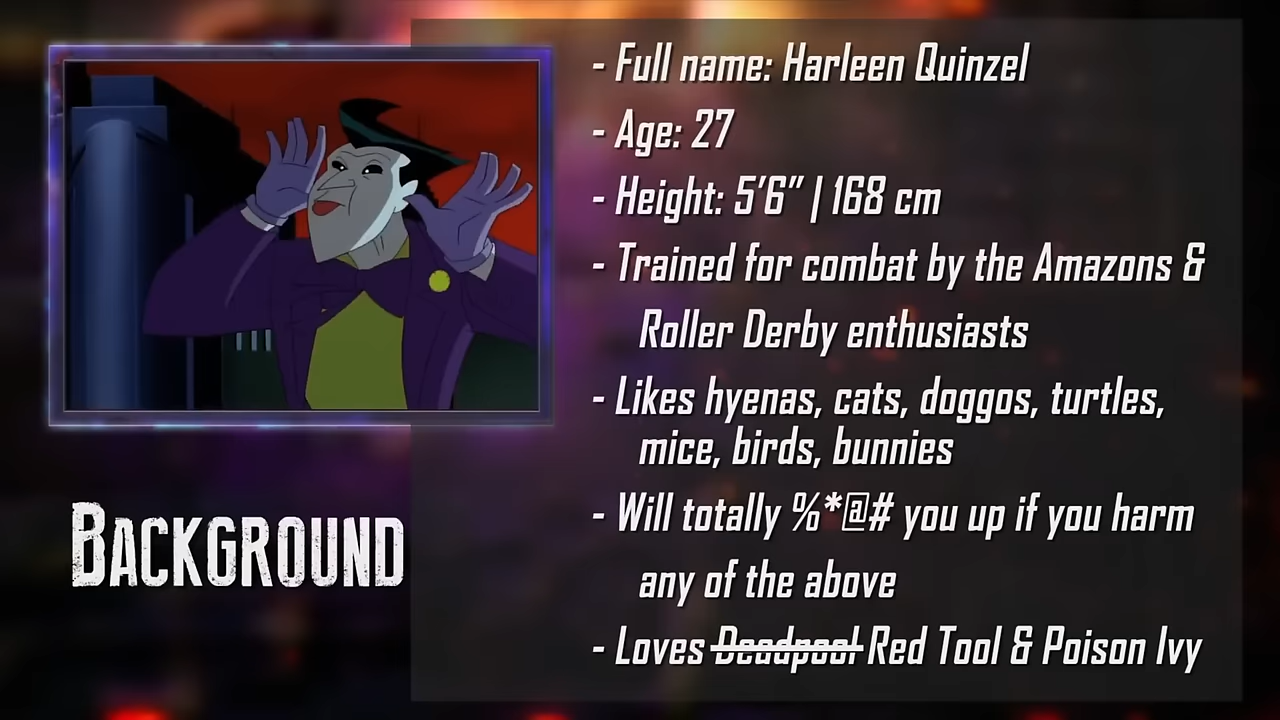 - Full name: Harleen Quinzel
- Age: 27
- Height: 5'6" | 168 cm
- Trained for combat by the Amazons &
Roller Derby enthusiasts
- Likes hyenas, cats, doggos, turtles,
mice, birds, bunnies
- Will totally %*@# you up if you harm
any of the above
- Loves Deadpool Red Tool & Poison Ivy
Background